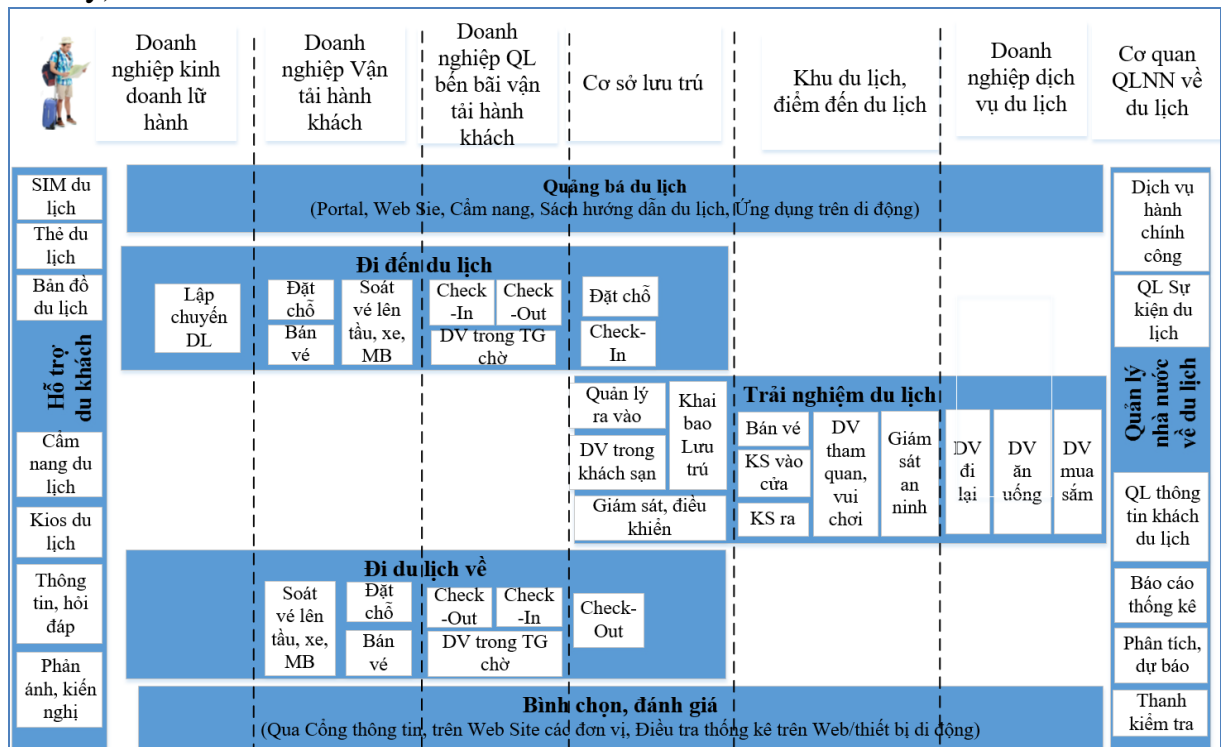 Doanh
nghiệp kinh
doanh lữ
hành
Doanh
nghiệp Vận
tải hành
khách
Doanh
nghiệp QL
bến bãi vận
tải hành
khách
Cơ sở lưu trú
Khu du lịch,
điểm đến du lịch
Doanh
nghiệp dịch
vụ du lịch
Cơ quan
QLNN về
du lịch
SIM du
lịch
Thẻ du
lịch
Bản đồ
du lịch
Hỗ trợ
du khách
Cẩm
nang du
lịch
Kios du
lịch
Thông
tin, hỏi
đáp
Phản
ánh, kiến
nghị
Quảng bá du lịch
(Portal, Web Sie, Cẩm nang, Sách hướng dẫn du lịch, Ứng dụng trên di động)
Đi đến du lịch
Lập
chuyến
DL
Đặt
chỗ
Bán
vé
Soát
vé lên
tầu, xe,
MB
Check
-In
Check
-Out
DV trong TG
chờ
Đặt chỗ
Check-
In
Trải nghiệm du lịch
Quản lý
ra vào
DV trong
khách sạn
Khai
bao
Lưu
trú
Giám sát, điều
khiển
Bán vé
KS vào
cửa
KS ra
DV
tham
quan,
vui
chơi
Giám
sát
an
ninh
DV
đi
lại
DV
ăn
uống
DV
mua
sắm
Đi du lịch về
Soát
vé lên
tầu, xe,
MB
Đặt
chỗ
Bán
vé
Check
-Out
Check
-In
DV trong TG
chờ
Check-
Out
Bình chọn, đánh giá
(Qua Cổng thông tin, trên Web Site các đơn vị, Điều tra thống kê trên Web/thiết bị di động)
Dịch vụ
hành
chính
công
QL Sự
kiện du
lịch
Quản lý
nhà nước
về du lịch
QL thông
tin khách
du lịch
Báo cáo
thống kê
Phân tích,
dự báo
Thanh
kiểm tra